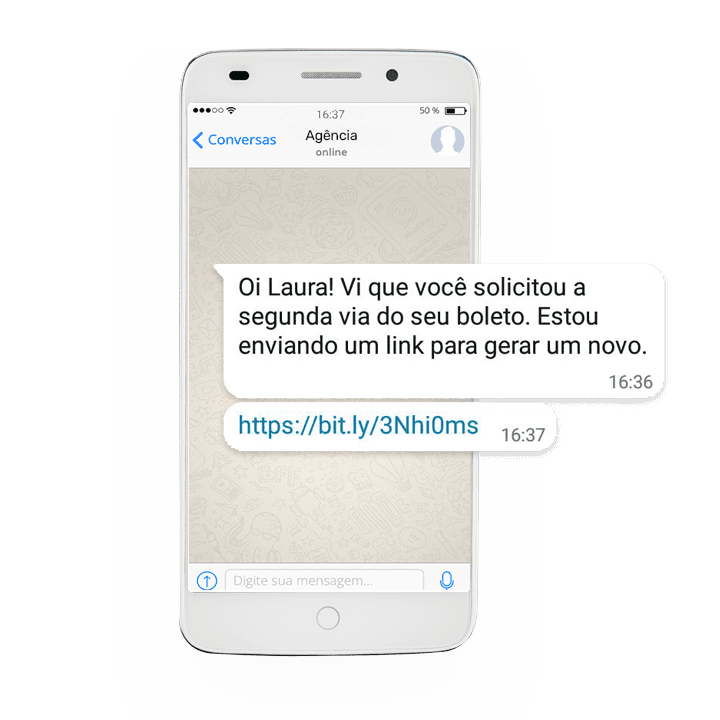 16:37
50 %
Conversas
Agência
online
Oi Laura! Vi que você solicitou a
segunda via do seu boleto. Estou
enviando um link para gerar um novo.
16:36
https://bit.ly/3Nhi0ms
16:37
Digite sua mensagem...